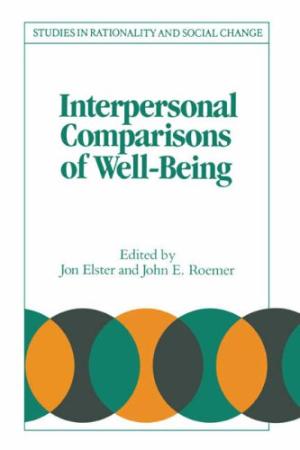 STUDIES IN RATIONALITY AND SOCIAL CHANGE
Interpersonal
Comparisons
of Well-Being
Edited by
Jon Elster and John E. Roemer